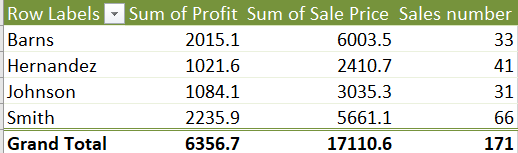 Row Labels Sum of Profit Sum of Sale Price Sales number
Barns 2015.1 6003.5 33
Hernandez 1021.6 2410.7 41
Johnson 1084.1 3035.3 31
Smith 2235.9 5661.1 66
Grand Total 6356.7 17110.6 171